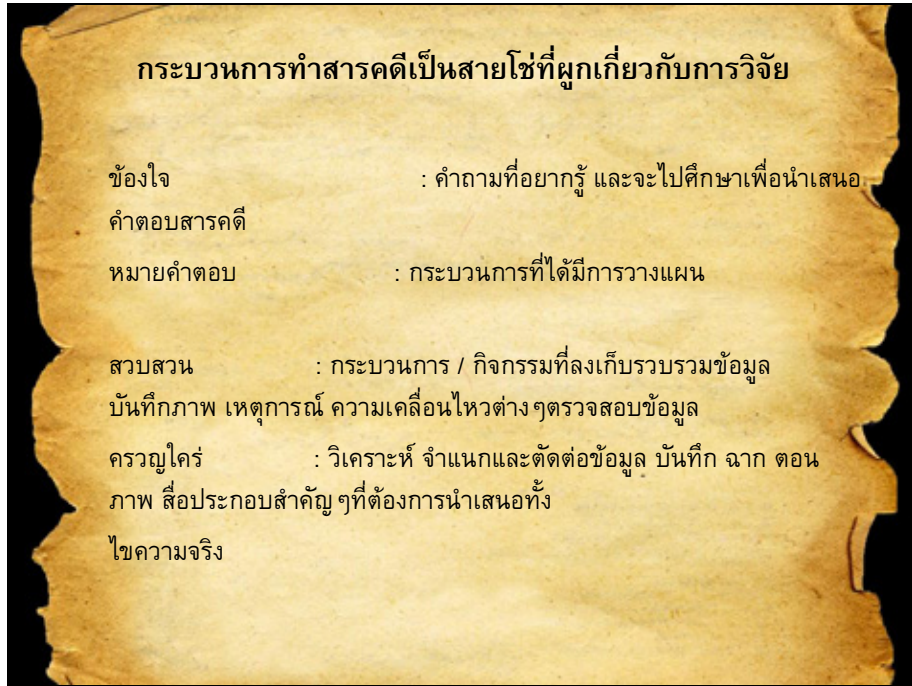 กระบวนการทำสารคดีเป็นสายโซ่ที่ผูกเกี่ยวกับการวิจัย
ข้องใจ : คำถามที่อยากรู้ และจะไปศึกษาเพื่อนำเสนอ
คำตอบสารคดี
หมายคำตอบ : กระบวนการที่ได้มีการวางแผน
สวบสวน : กระบวนการ / กิจกรรมที่ลงเก็บรวบรวมข้อมูล
บันทึกภาพ เหตุการณ์ ความเคลื่อนไหวต่างๆตรวจสอบข้อมูล
ครวญใคร่ : วิเคราะห์ จำแนกและตัดต่อข้อมูล บันทึก ฉาก ตอน
ภาพ สื่อประกอบสำคัญๆที่ต้องการนำเสนอทั้ง
ไขความจริง